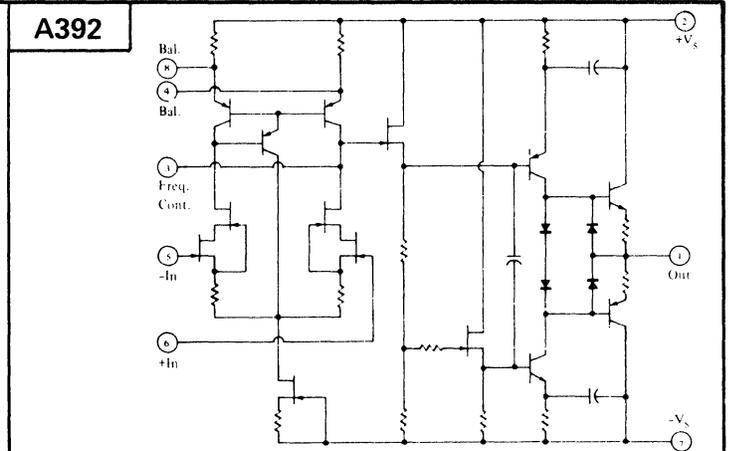 A392
2
+Vs
Bal.
8
4
Bal.
3
Freq.
Cont.
5
-In
1
Out
6
+In
-Vs
7